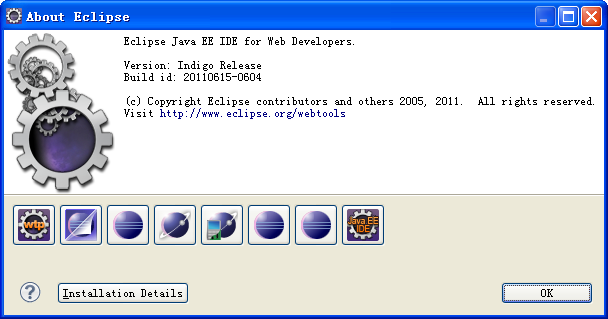 About Eclipse
Eclipse Java EE IDE for Web Developers.
Version: Indigo Release
Build id: 20110615-0604
(c) Copyright Eclipse contributors and others 2005, 2011.  All rights reserved.
Visit http://www.eclipse.org/webtools
wtp
Java EE
IDE
?
Installation Details
OK